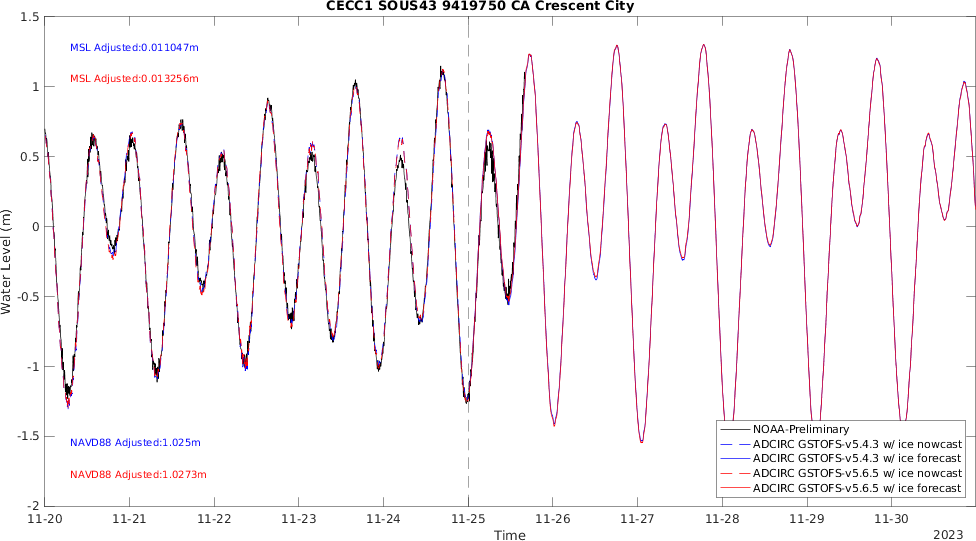 CECC1 SOUS43 9419750 CA Crescent City
1.5
1
0.5
0
-0.5
-1
-1.5
-2
Water Level (m)
MSL Adjusted:0.011047m
MSL Adjusted:0.013256m
NAVD88 Adjusted:1.025m
NAVD88 Adjusted:1.0273m
NOAA-Preliminary
ADCIRC GSTOFS-v5.4.3 w/ ice nowcast
ADCIRC GSTOFS-v5.4.3 w/ ice forecast
ADCIRC GSTOFS-v5.6.5 w/ ice nowcast
ADCIRC GSTOFS-v5.6.5 w/ ice forecast
11-20 11-21 11-22 11-23 11-24 11-25 11-26 11-27 11-28 11-29 11-30
Time
2023